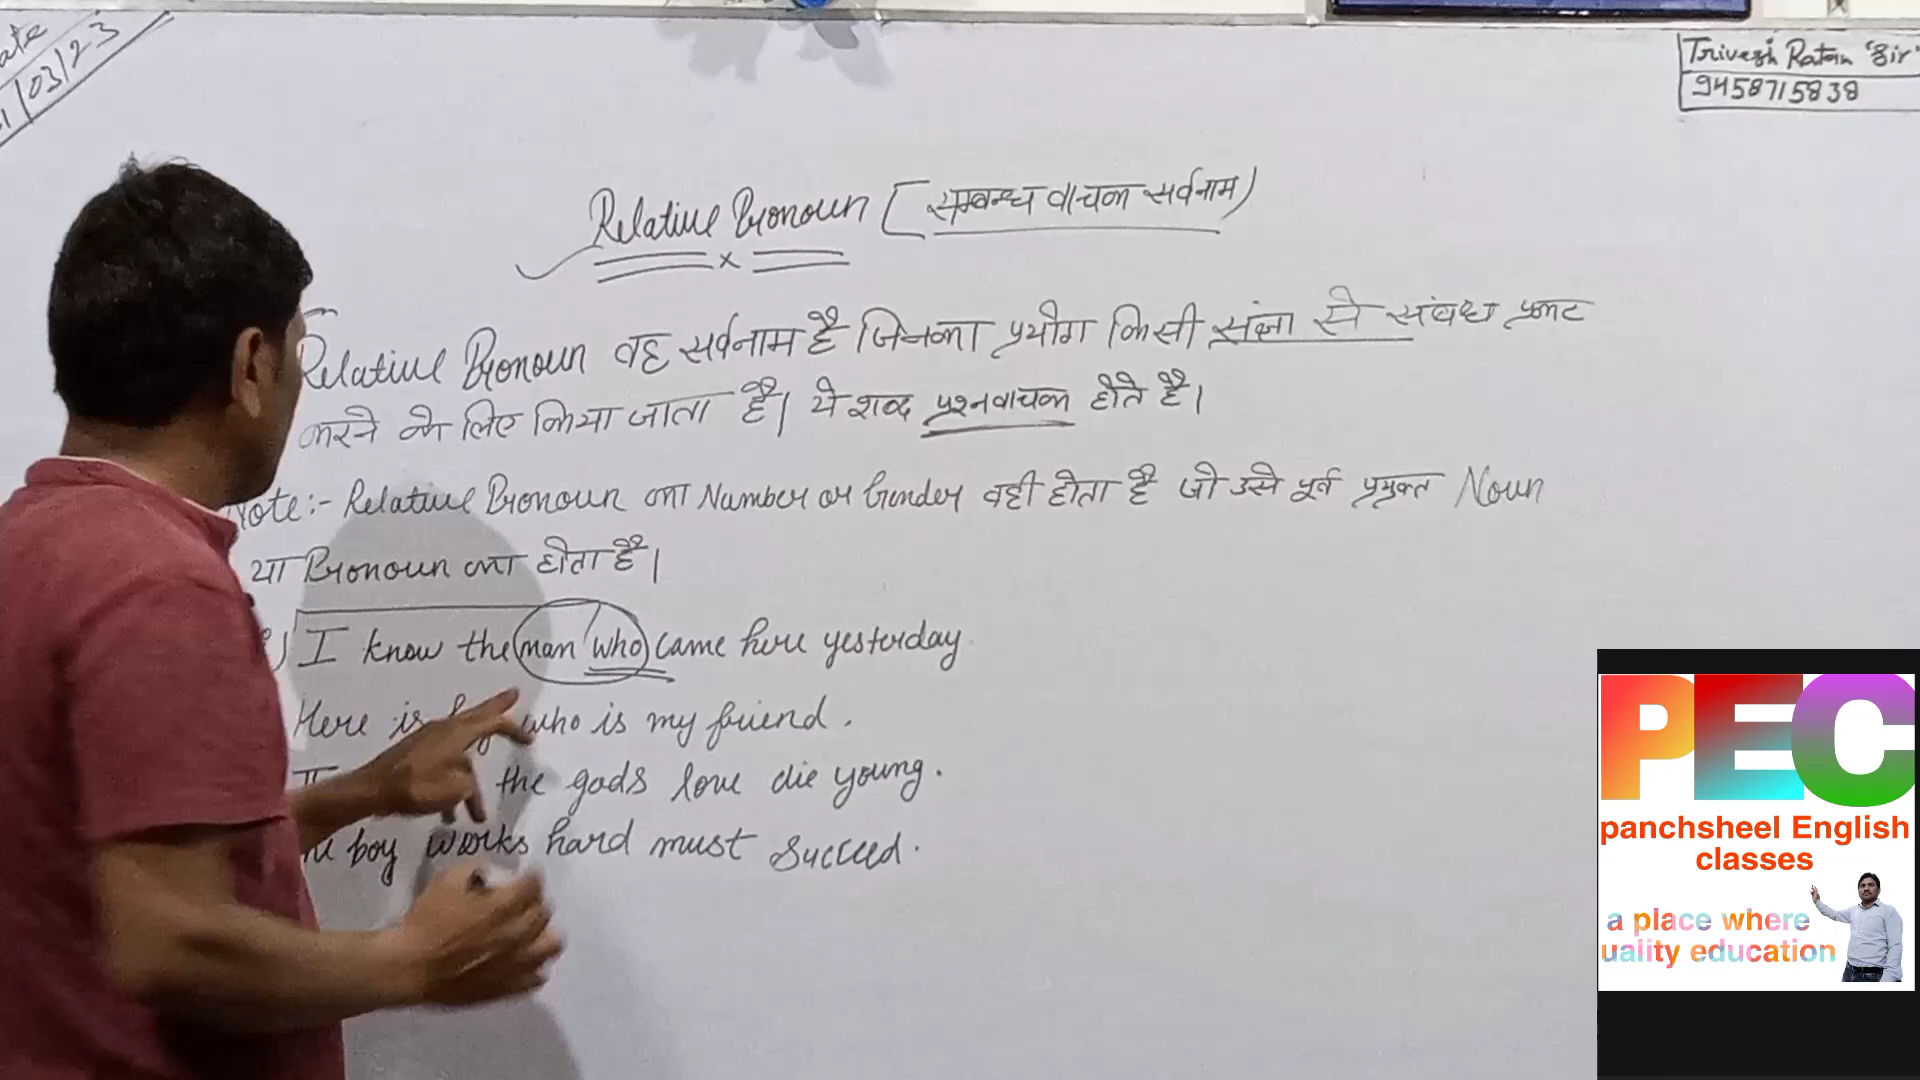 /03/23
Trivesh Ratan "Sir"
9458715838
Relative Pronoun [सम्बन्ध वाचक सर्वनाम)
Relative Pronoun वह सर्वनाम है जिनका प्रयोग किसी संज्ञा से संबंध प्रकट
करने के लिए किया जाता है। ये शब्द प्रश्नवाचक होते है।
Note:- Relative Pronoun का Number or Gender वही होता है जो उसे पूर्व प्रयुक्त Noun
या Pronoun का होता है।
I know the man who came here yesterday.
Here is who is my friend.
the gods love die young.
boy works hard must succeed.
PEC
panchsheel English
classes
a place where
uality education